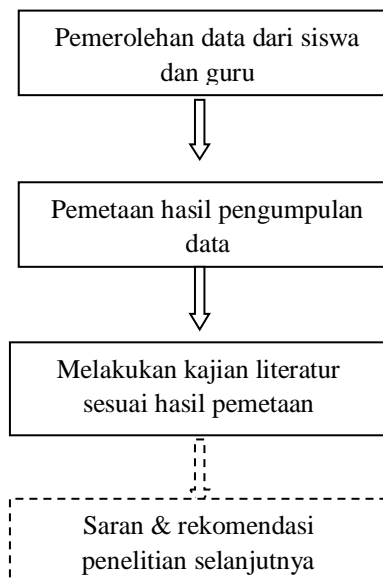 Pemerolehan data dari siswa
dan guru
Pemetaan hasil pengumpulan
data
Melakukan kajian literatur
sesuai hasil pemetaan
Saran & rekomendasi
penelitian selanjutnya